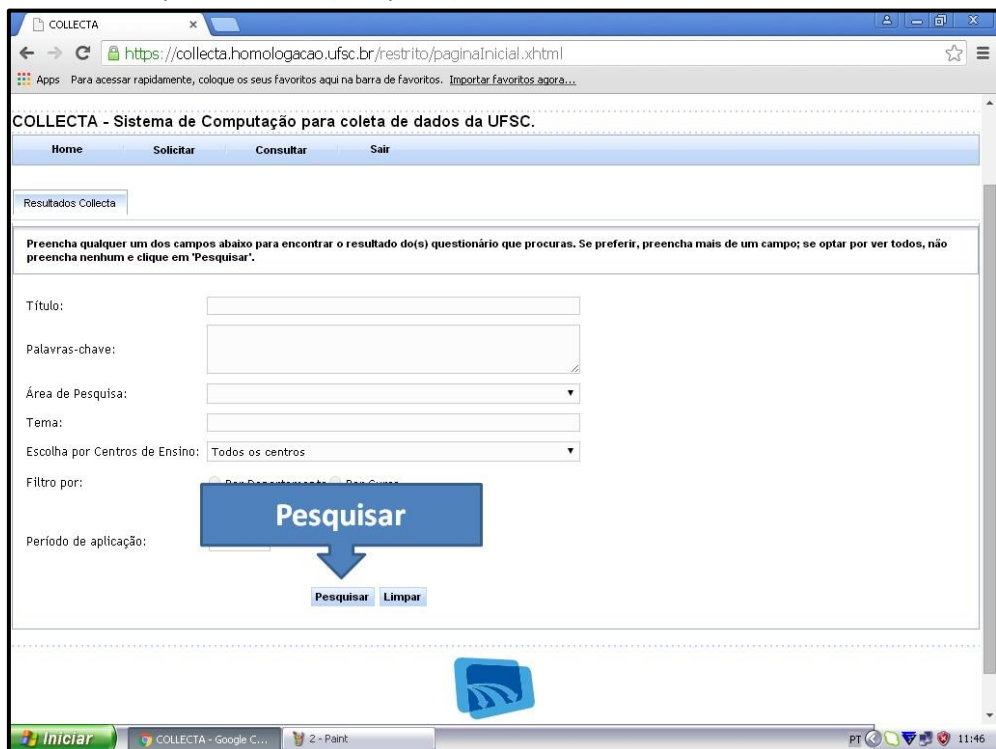 COLLECTA
https://collecta.homologacao.ufsc.br/restrito/paginaInicial.xhtml
Apps Para acessar rapidamente, coloque os seus favoritos aqui na barra de favoritos. Importar favoritos agora...
COLLECTA - Sistema de Computação para coleta de dados da UFSC.
Home Solicitar Consultar Sair
Resultados Collecta
Preencha qualquer um dos campos abaixo para encontrar o resultado do(s) questionário que procuras. Se preferir, preencha mais de um campo; se optar por ver todos, não
preencha nenhum e clique em 'Pesquisar'.
Título:
Palavras-chave:
Área de Pesquisa:
Tema:
Escolha por Centros de Ensino: Todos os centros
Filtro por: Por Departamento Por Curso
Pesquisar
Período de aplicação:
Pesquisar Limpar
Iniciar COLLECTA - Google C... 2 - Paint PT 11:46